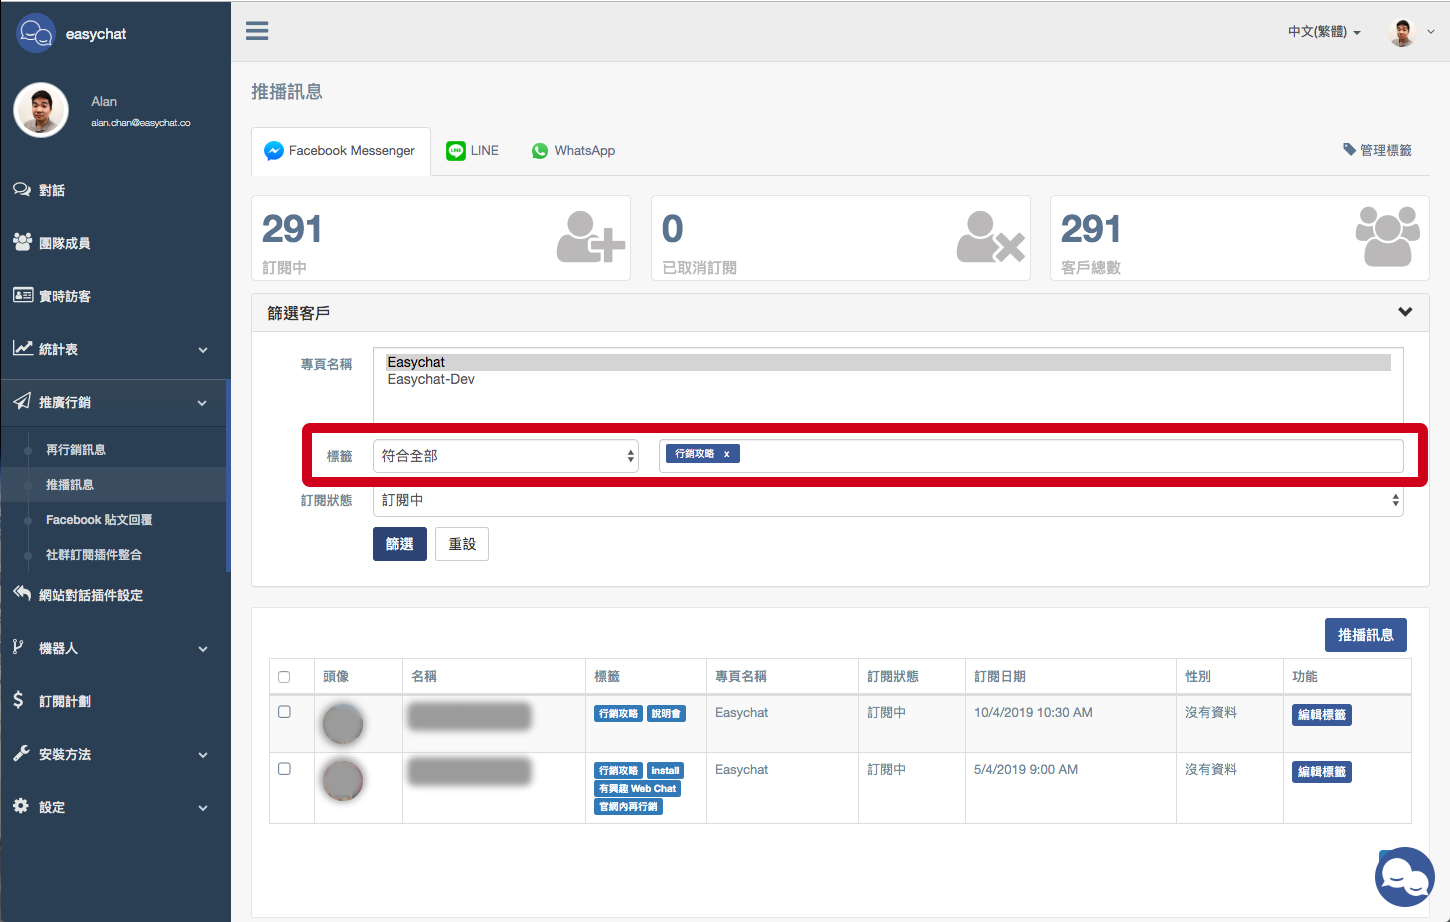 easychat
中文(繁體)
Alan
alan.chan@easychat.co
對話
團隊成員
實時訪客
統計表
推廣行銷
再行銷訊息
推播訊息
Facebook 貼文回覆
社群訂閱插件整合
網站對話插件設定
機器人
訂閱計劃
安裝方法
設定
推播訊息
Facebook Messenger
LINE
WhatsApp
管理標籤
291
訂閱中
0
已取消訂閱
291
客戶總數
篩選客戶
專頁名稱
Easychat
Easychat-Dev
標籤
符合全部
行銷攻略 x
訂閱狀態
訂閱中
篩選
重設
推播訊息
頭像 名稱 標籤 專頁名稱 訂閱狀態 訂閱日期 性別 功能
行銷攻略 說明會 Easychat 訂閱中 10/4/2019 10:30 AM 沒有資料 編輯標籤
行銷攻略 install Easychat 訂閱中 5/4/2019 9:00 AM 沒有資料 編輯標籤
有興趣 Web Chat
官網內再行銷